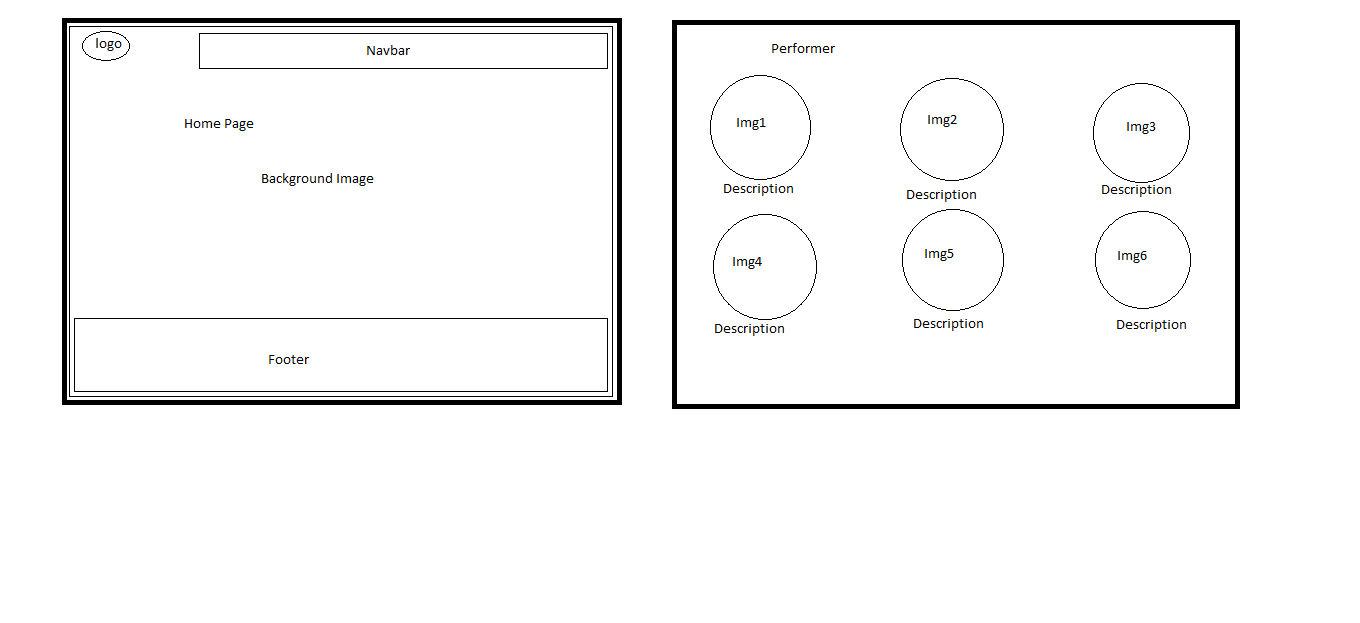 logo
Navbar
Home Page
Background Image
Footer
Performer
Img1
Img2
Img3
Description
Description
Description
Img4
Img5
Img6
Description
Description
Description